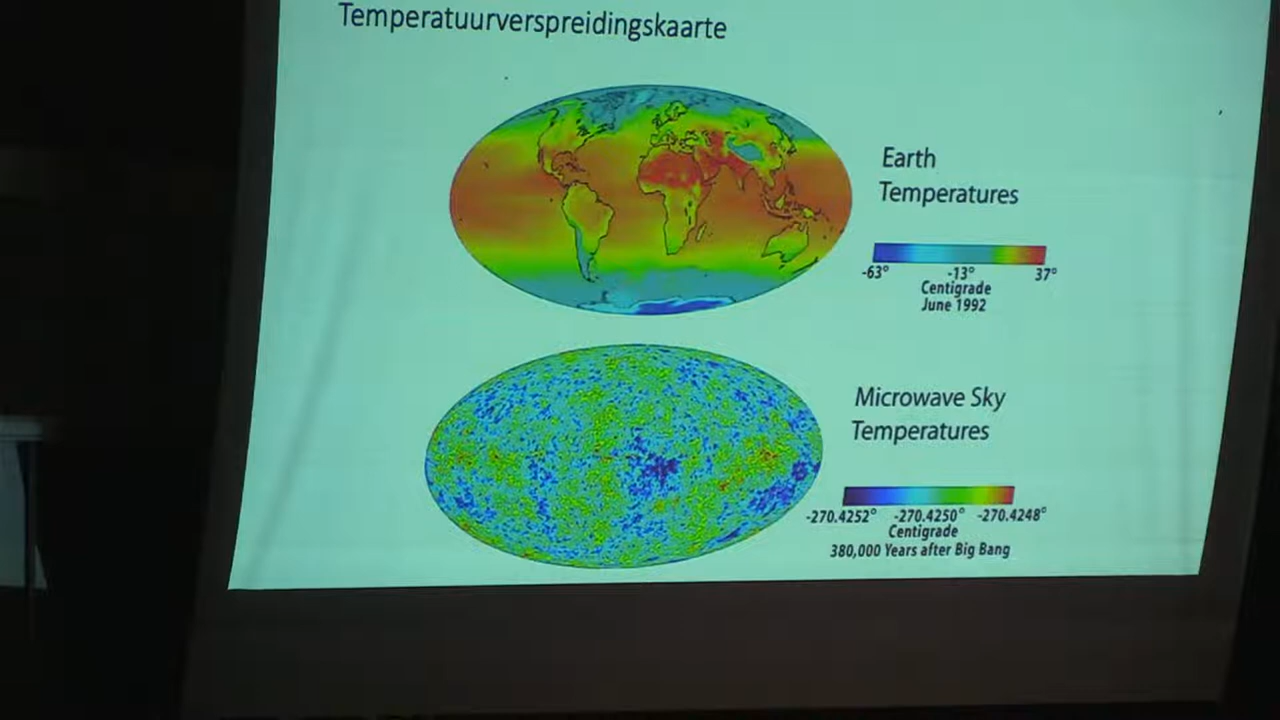 Temperatuurverspreidingskaarte
Earth
Temperatures
-63° -13° 37°
Centigrade
June 1992
Microwave Sky
Temperatures
-270.4252° -270.4250° -270.4248°
Centigrade
380,000 Years after Big Bang